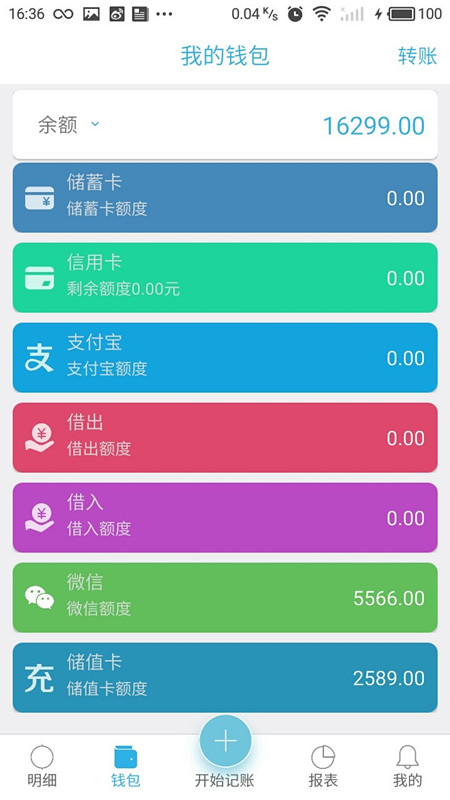 16:36
0.04 K/s
100
我的钱包
转账
余额
16299.00
储蓄卡
储蓄卡额度
0.00
信用卡
剩余额度0.00元
0.00
支
支付宝
支付宝额度
0.00
借出
借出额度
0.00
借入
借入额度
0.00
微信
微信额度
5566.00
充
储值卡
储值卡额度
2589.00
明细
钱包
开始记账
报表
我的